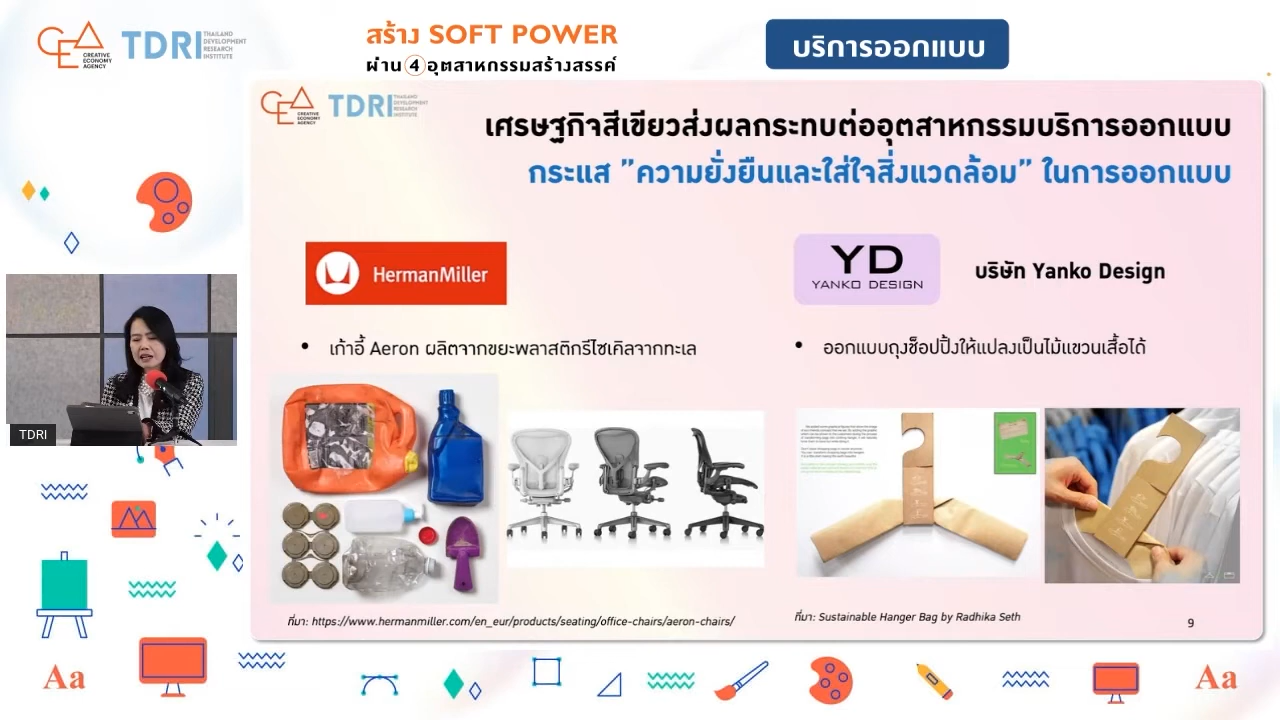 CEA CREATIVE ECONOMY AGENCY
TDRI THAILAND DEVELOPMENT RESEARCH INSTITUTE
สร้าง SOFT POWER
ผ่าน 4 อุตสาหกรรมสร้างสรรค์
บริการออกแบบ
CEA CREATIVE ECONOMY AGENCY
TDRI THAILAND DEVELOPMENT RESEARCH INSTITUTE
เศรษฐกิจสีเขียวส่งผลกระทบต่ออุตสาหกรรมบริการออกแบบ
กระแส "ความยั่งยืนและใส่ใจสิ่งแวดล้อม" ในการออกแบบ
HermanMiller
YD
YANKO DESIGN
บริษัท Yanko Design
• เก้าอี้ Aeron ผลิตจากขยะพลาสติกรีไซเคิลจากทะเล
• ออกแบบถุงช็อปปิ้งให้แปลงเป็นไม้แขวนเสื้อได้
TDRI
ที่มา: https://www.hermanmiller.com/en_eur/products/seating/office-chairs/aeron-chairs/
ที่มา: Sustainable Hanger Bag by Radhika Seth
9
Aa
Aa